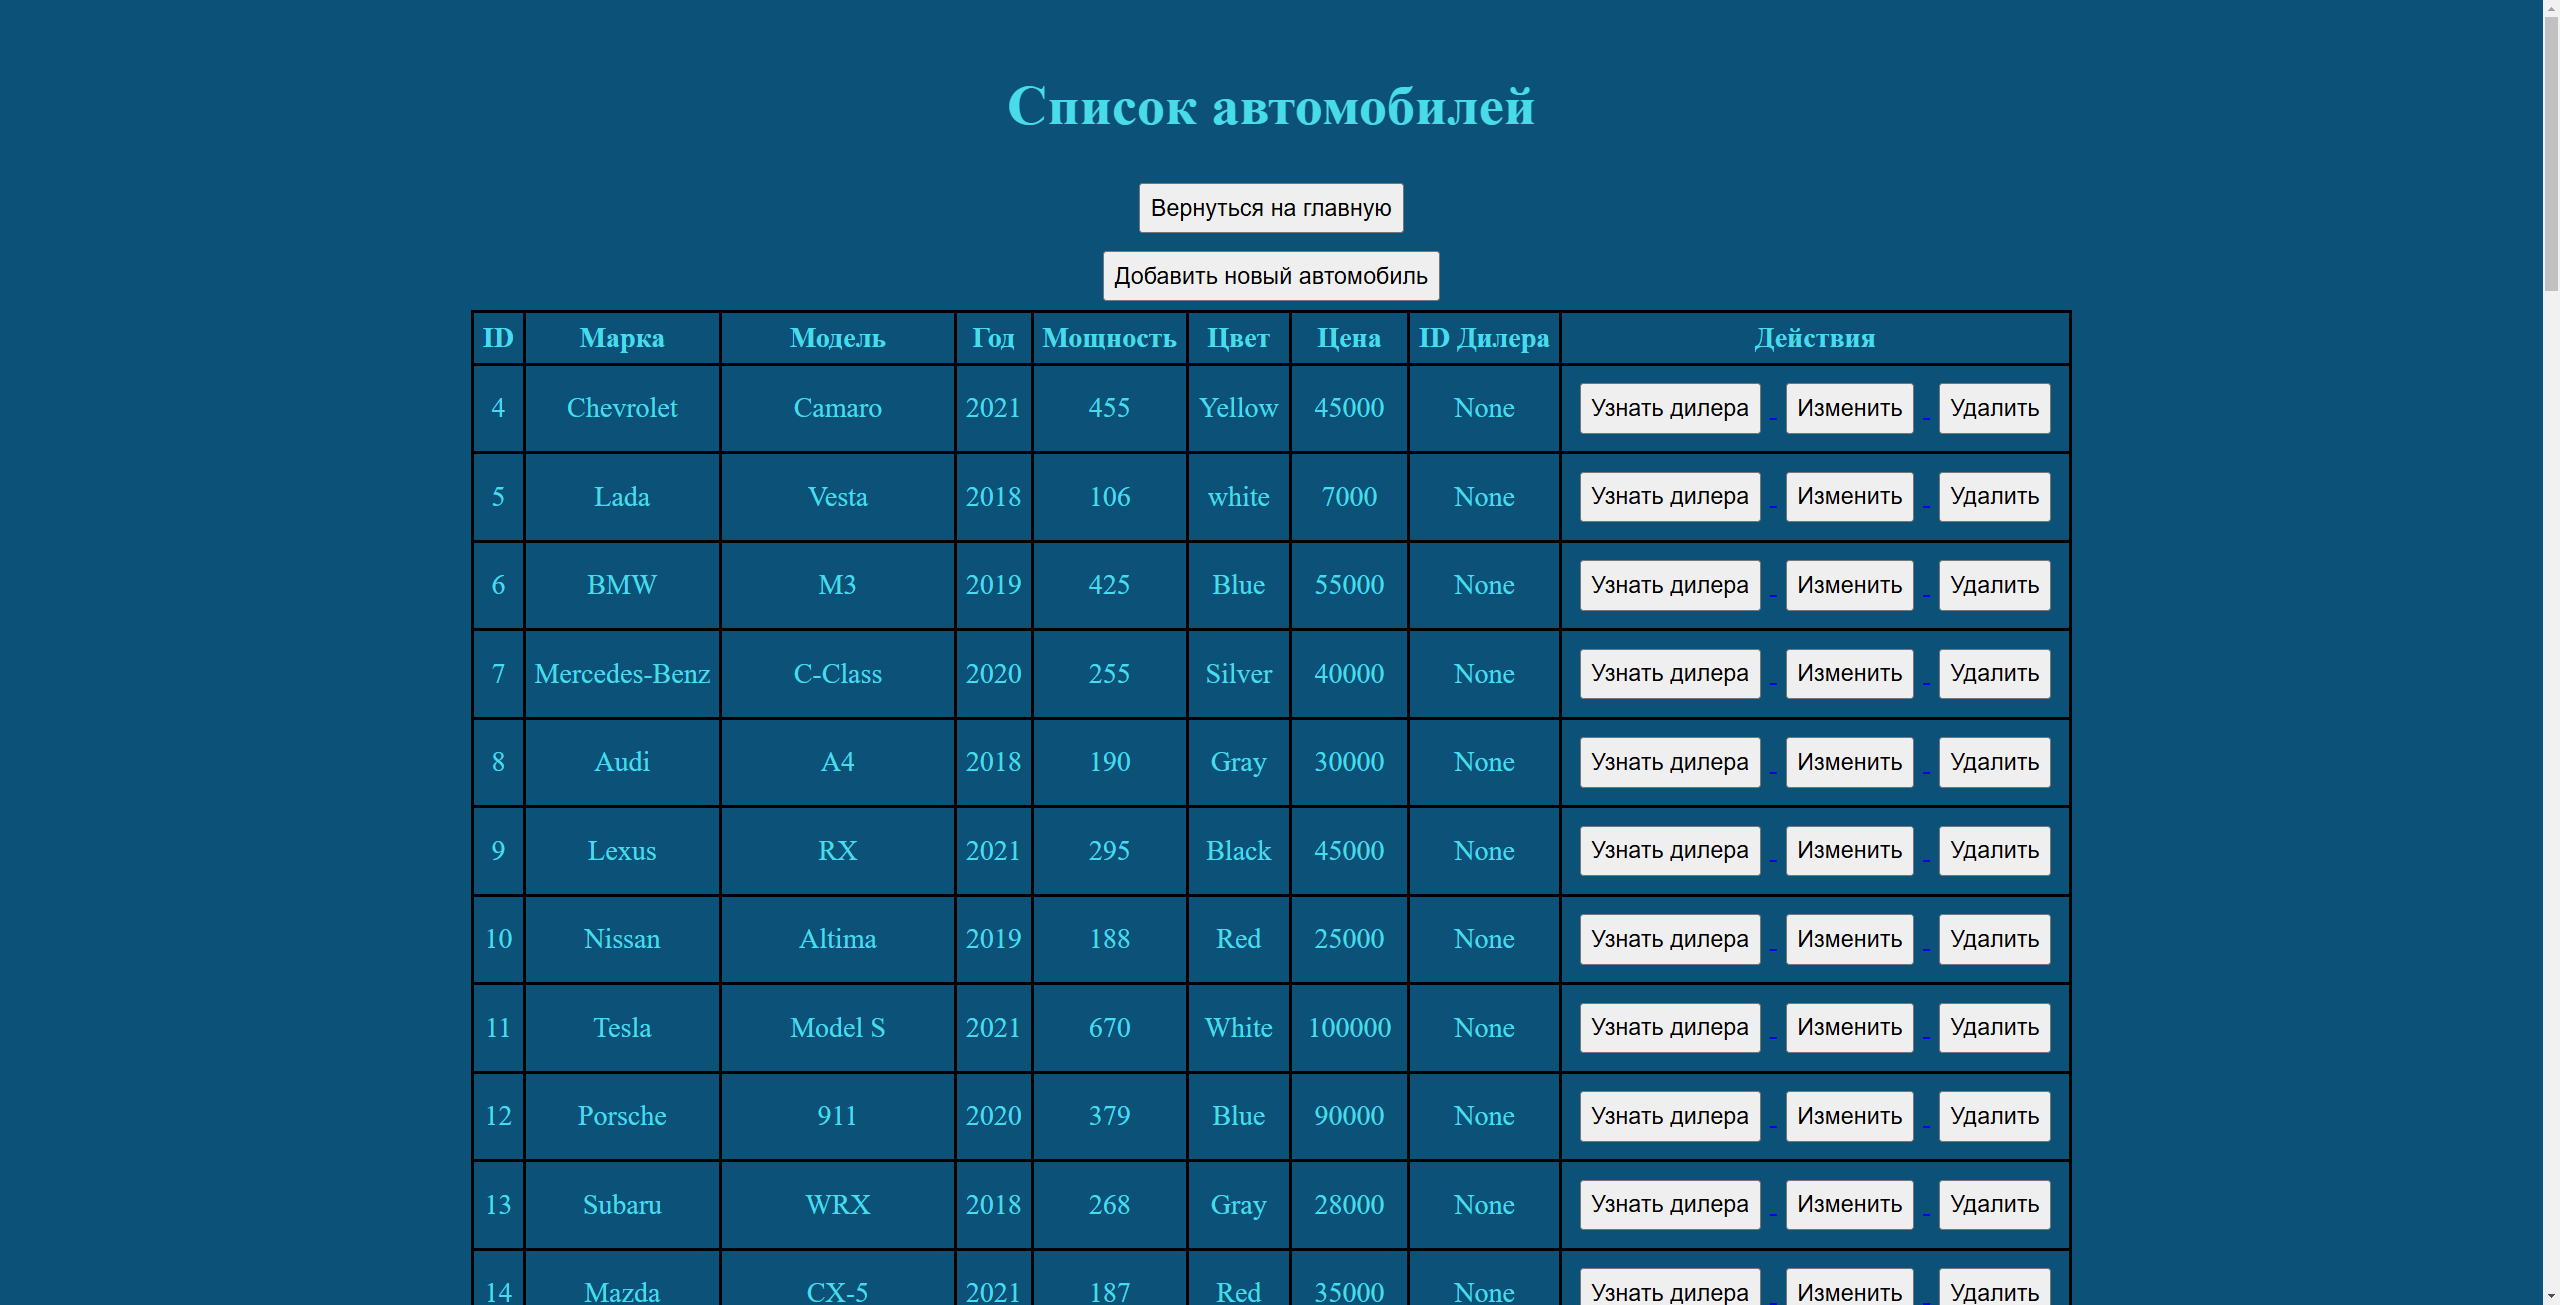 Список автомобилей
Вернуться на главную
Добавить новый автомобиль
ID Марка Модель Год Мощность Цвет Цена ID Дилера Действия
4 Chevrolet Camaro 2021 455 Yellow 45000 None Узнать дилера Изменить Удалить
5 Lada Vesta 2018 106 white 7000 None Узнать дилера Изменить Удалить
6 BMW M3 2019 425 Blue 55000 None Узнать дилера Изменить Удалить
7 Mercedes-Benz C-Class 2020 255 Silver 40000 None Узнать дилера Изменить Удалить
8 Audi A4 2018 190 Gray 30000 None Узнать дилера Изменить Удалить
9 Lexus RX 2021 295 Black 45000 None Узнать дилера Изменить Удалить
10 Nissan Altima 2019 188 Red 25000 None Узнать дилера Изменить Удалить
11 Tesla Model S 2021 670 White 100000 None Узнать дилера Изменить Удалить
12 Porsche 911 2020 379 Blue 90000 None Узнать дилера Изменить Удалить
13 Subaru WRX 2018 268 Gray 28000 None Узнать дилера Изменить Удалить
14 Mazda CX-5 2021 187 Red 35000 None Узнать дилера Изменить Удалить